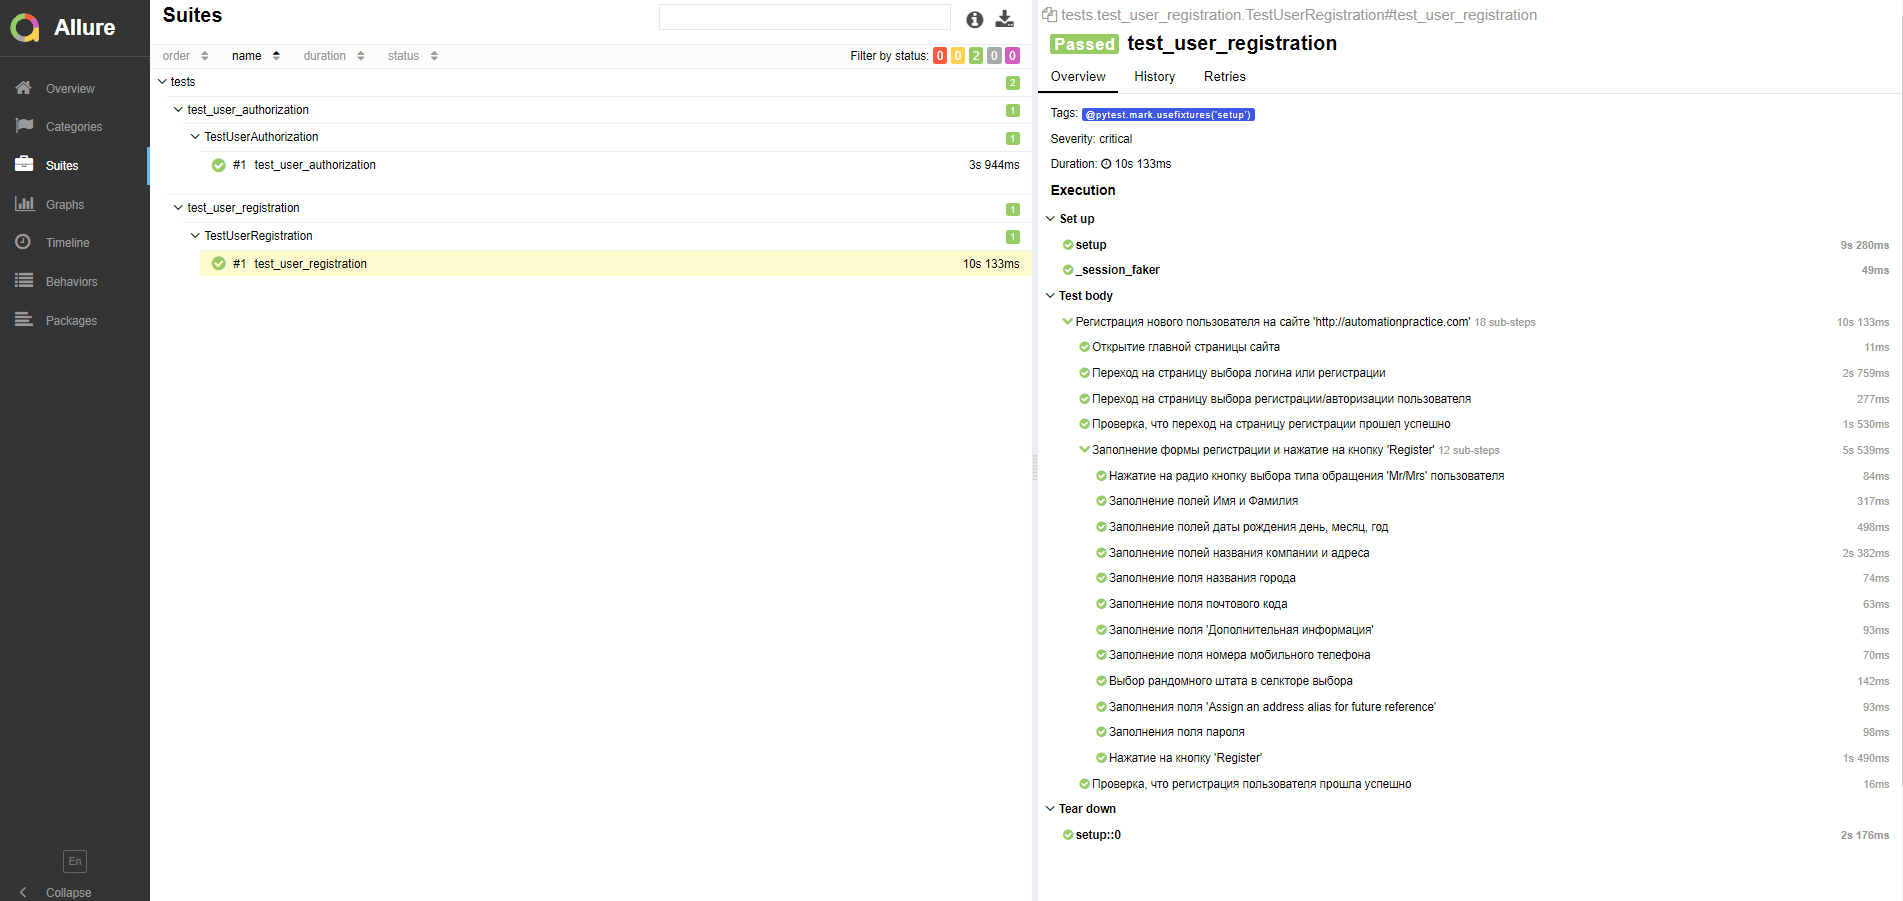 Allure
Overview
Categories
Suites
Graphs
Timeline
Behaviors
Packages
En
Collapse
Suites
order name duration status Filter by status: 0 0 2 0 0
tests 2
test_user_authorization 1
TestUserAuthorization 1
#1 test_user_authorization 3s 944ms
test_user_registration 1
TestUserRegistration 1
#1 test_user_registration 10s 133ms
tests.test_user_registration.TestUserRegistration#test_user_registration
Passed test_user_registration
Overview History Retries
Tags: @pytest.mark.usefixtures('setup')
Severity: critical
Duration: 10s 133ms
Execution
Set up
setup 9s 280ms
_session_faker 49ms
Test body
Регистрация нового пользователя на сайте 'http://automationpractice.com' 18 sub-steps 10s 133ms
Открытие главной страницы сайта 11ms
Переход на страницу выбора логина или регистрации 2s 759ms
Переход на страницу выбора регистрации/авторизации пользователя 277ms
Проверка, что переход на страницу регистрации прошел успешно 1s 530ms
Заполнение формы регистрации и нажатие на кнопку 'Register' 12 sub-steps 5s 539ms
Нажатие на радио кнопку выбора типа обращения 'Mr/Mrs' пользователя 84ms
Заполнение полей Имя и Фамилия 317ms
Заполнение полей даты рождения день, месяц, год 498ms
Заполнение полей названия компании и адреса 2s 382ms
Заполнение поля названия города 74ms
Заполнение поля почтового кода 63ms
Заполнение поля 'Дополнительная информация' 93ms
Заполнение поля номера мобильного телефона 70ms
Выбор рандомного штата в селкторе выбора 142ms
Заполнения поля 'Assign an address alias for future reference' 93ms
Заполнения поля пароля 98ms
Нажатие на кнопку 'Register' 1s 490ms
Проверка, что регистрация пользователя прошла успешно 16ms
Tear down
setup::0 2s 176ms